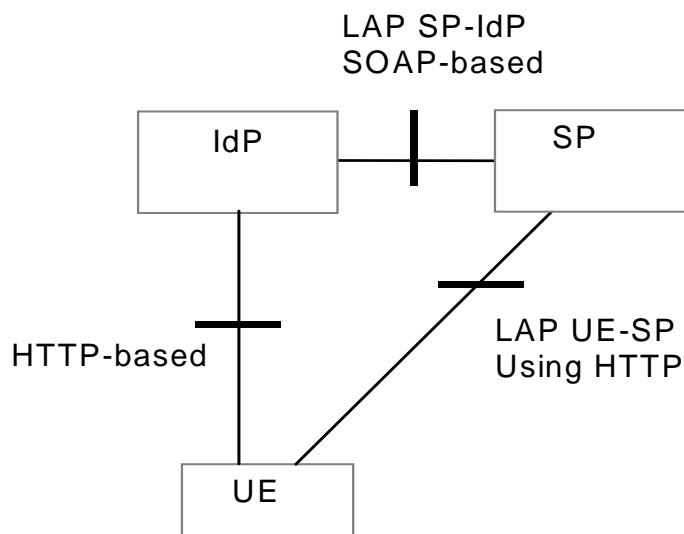 LAP SP-IdP
SOAP-based
IdP
SP
HTTP-based
LAP UE-SP
Using HTTP
UE